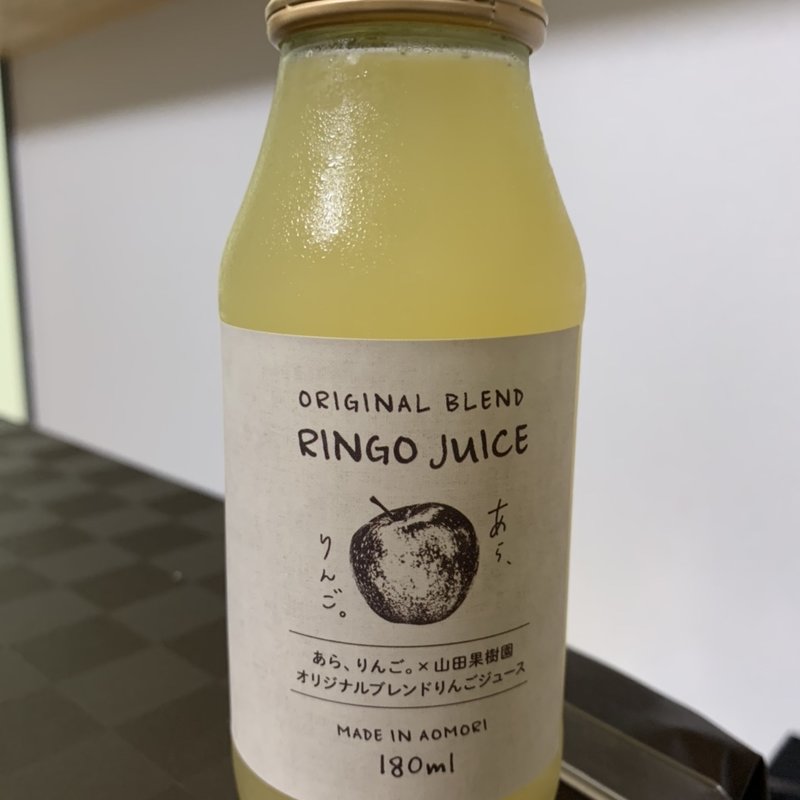 ORIGINAL BLEND
RINGO JUICE
あら、
りんご。
あら、りんご。×山田果樹園
オリジナルブレンドりんごジュース
MADE IN AOMORI
180ml